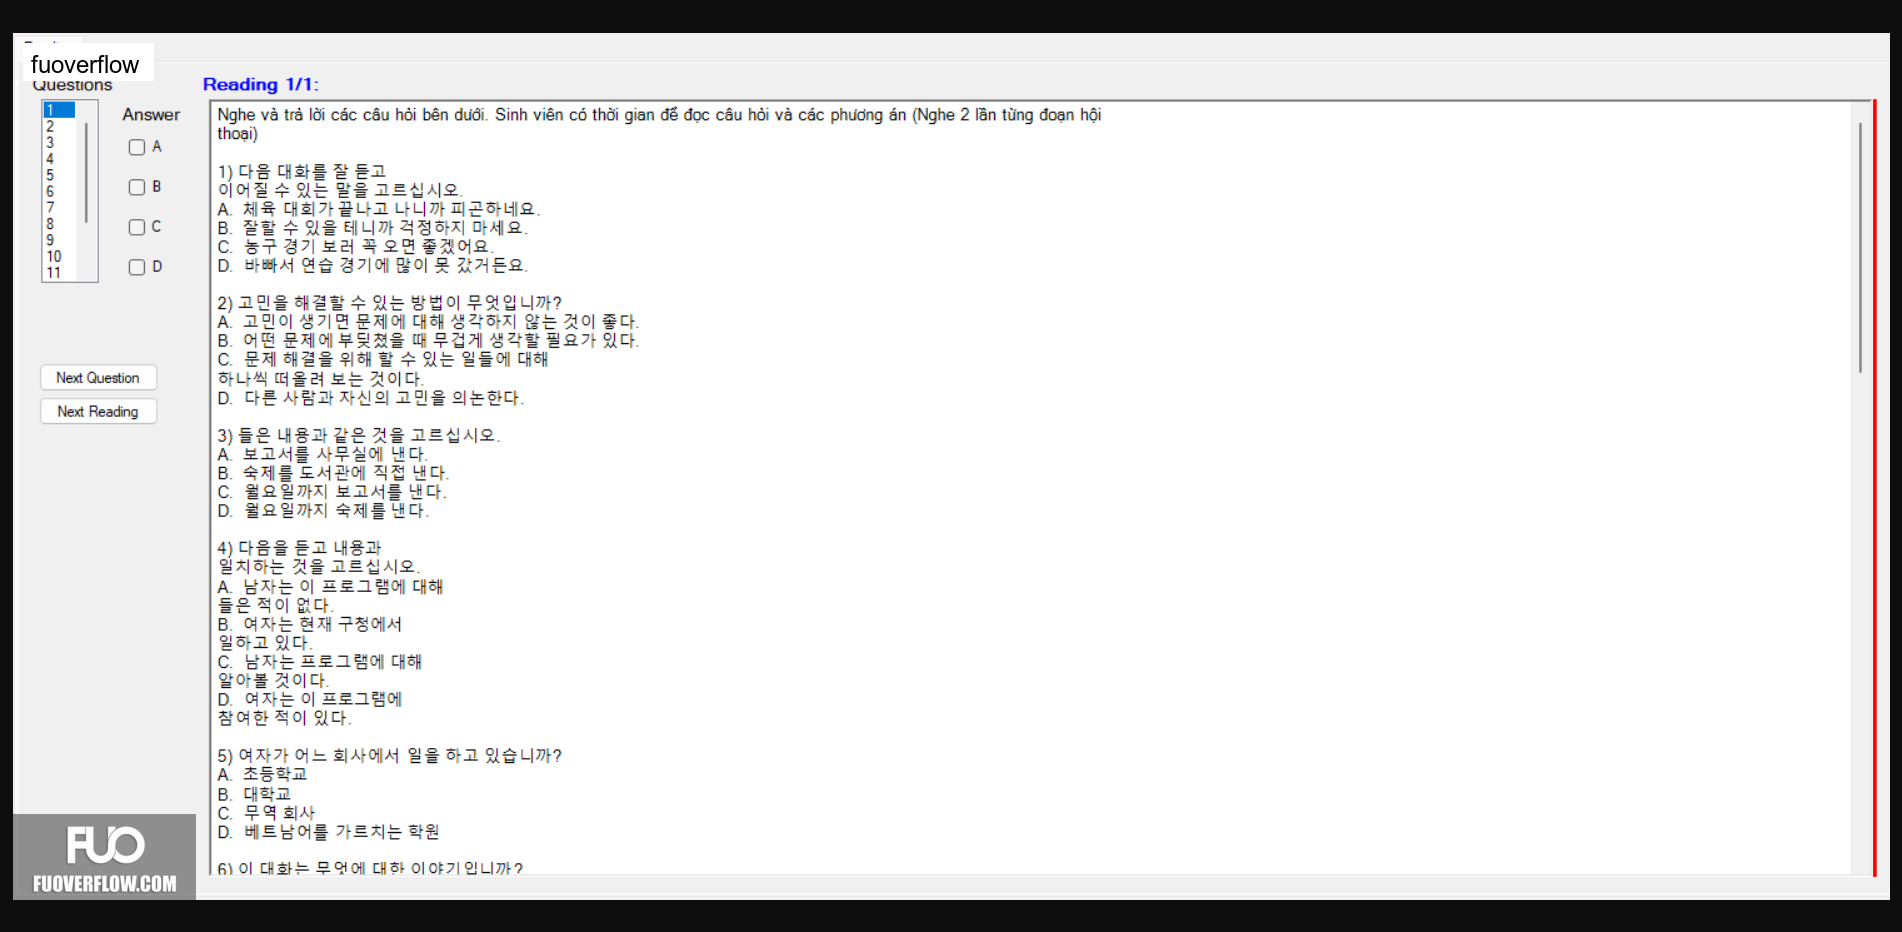 fuoverflow
Questions
Reading 1/1:
1
2
3
4
5
6
7
8
9
10
11
Answer
A
B
C
D
Next Question
Next Reading
Nghe và trả lời các câu hỏi bên dưới. Sinh viên có thời gian để đọc câu hỏi và các phương án (Nghe 2 lần từng đoạn hội
thoại)
1) 다음 대화를 잘 듣고
이어질 수 있는 말을 고르십시오.
A. 체육 대회가 끝나고 나니까 피곤하네요.
B. 잘할 수 있을 테니까 걱정하지 마세요.
C. 농구 경기 보러 꼭 오면 좋겠어요.
D. 바빠서 연습 경기에 많이 못 갔거든요.
2) 고민을 해결할 수 있는 방법이 무엇입니까?
A. 고민이 생기면 문제에 대해 생각하지 않는 것이 좋다.
B. 어떤 문제에 부딪쳤을 때 무겁게 생각할 필요가 있다.
C. 문제 해결을 위해 할 수 있는 일들에 대해
하나씩 떠올려 보는 것이다.
D. 다른 사람과 자신의 고민을 의논한다.
3) 들은 내용과 같은 것을 고르십시오.
A. 보고서를 사무실에 낸다.
B. 숙제를 도서관에 직접 낸다.
C. 월요일까지 보고서를 낸다.
D. 월요일까지 숙제를 낸다.
4) 다음을 듣고 내용과
일치하는 것을 고르십시오.
A. 남자는 이 프로그램에 대해
들은 적이 없다.
B. 여자는 현재 구청에서
일하고 있다.
C. 남자는 프로그램에 대해
알아볼 것이다.
D. 여자는 이 프로그램에
참여한 적이 있다.
5) 여자가 어느 회사에서 일을 하고 있습니까?
A. 초등학교
B. 대학교
C. 무역 회사
D. 베트남어를 가르치는 학원
6) 이 대화는 무엇에 대한 이야기입니까?
FUO
FUOVERFLOW.COM